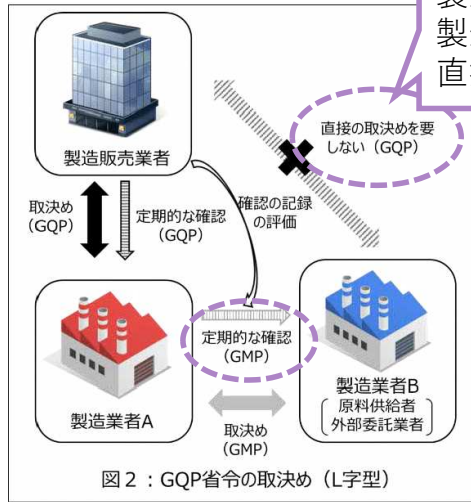 製
直
製造販売業者
直接の取決めを要
しない（GQP）
取決め
（GQP）
定期的な確認
（GQP）
確認の記録
の評価
定期的な確認
（GMP）
製造業者A
製造業者B
原料供給者
外部委託業者
取決め
（GMP）
図２：GQP省令の取決め（L字型）